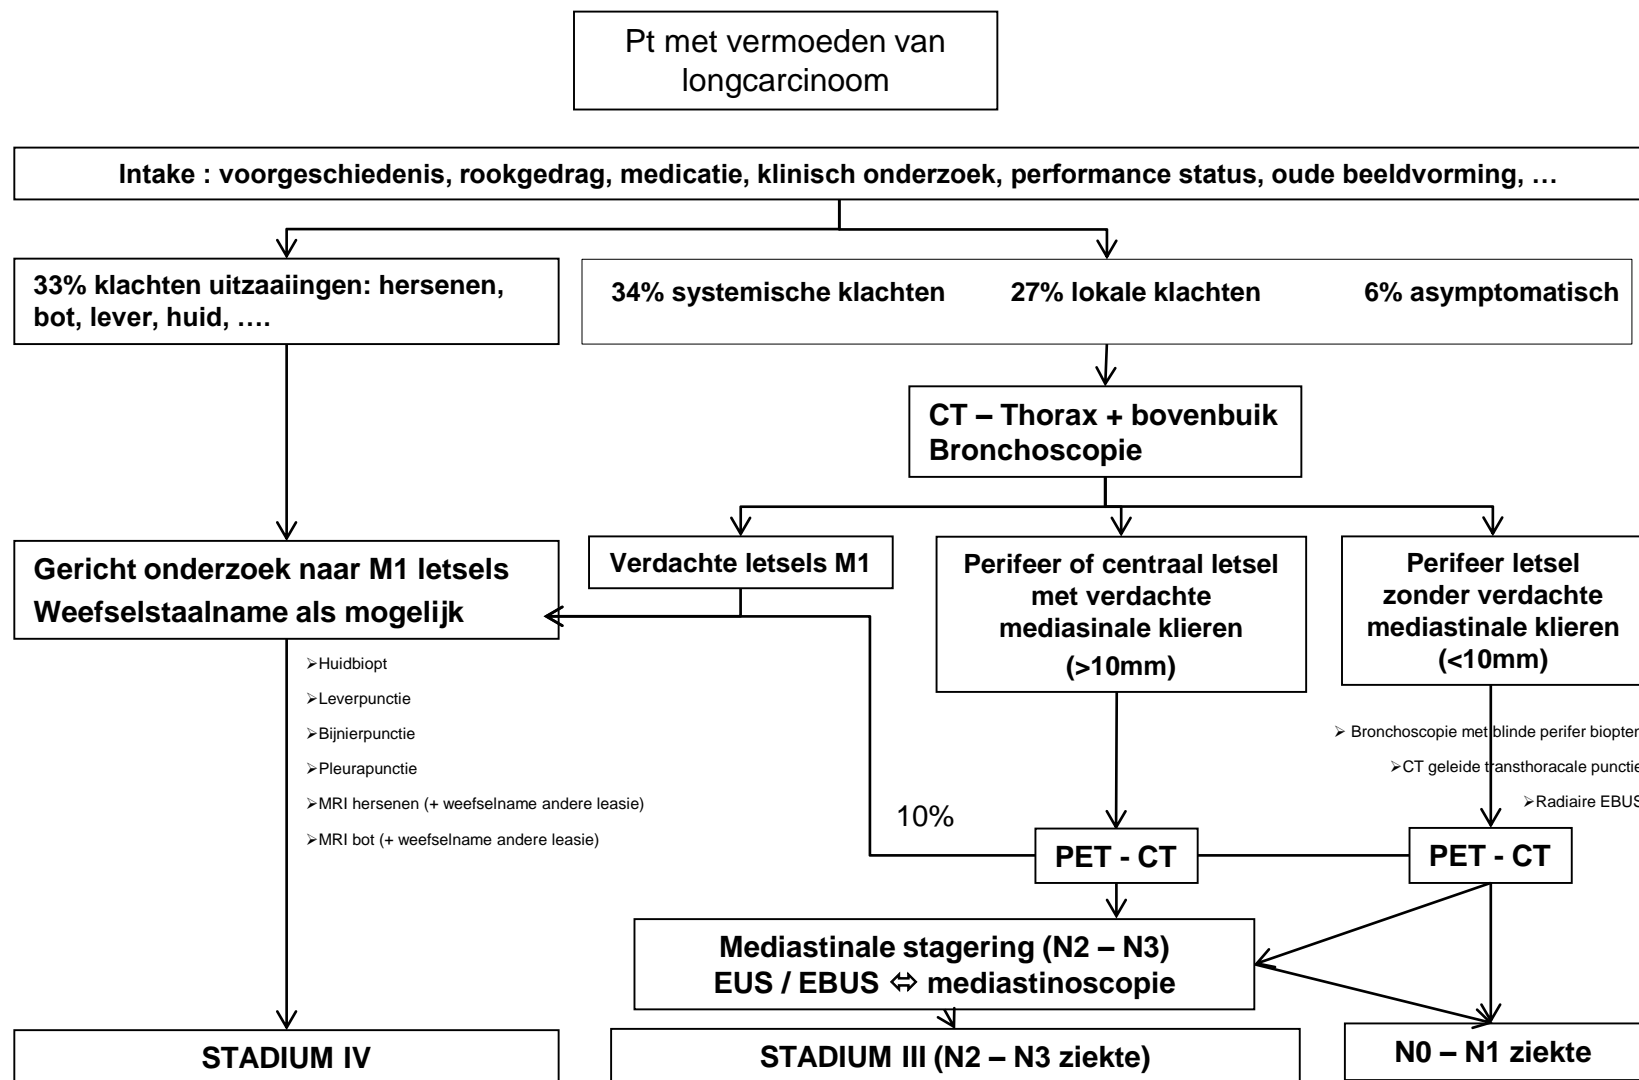 Pt met vermoeden van
longcarcinoom
Intake : voorgeschiedenis, rookgedrag, medicatie, klinisch onderzoek, performance status, oude beeldvorming, …
33% klachten uitzaaiingen: hersenen,
bot, lever, huid, ….
34% systemische klachten
27% lokale klachten
6% asymptomatisch
CT – Thorax + bovenbuik
Bronchoscopie
Gericht onderzoek naar M1 letsels
Weefselstaalname als mogelijk
Verdachte letsels M1
Perifeer of centraal letsel
met verdachte
mediasinale klieren
(>10mm)
Perifeer letsel
zonder verdachte
mediastinale klieren
(<10mm)
➢Huidbiopt
➢Leverpunctie
➢Bijnierpunctie
➢Pleurapunctie
➢MRI hersenen (+ weefselname andere leasie)
➢MRI bot (+ weefselname andere leasie)
➢ Bronchoscopie met blinde perifer biopten
➢CT geleide transthoracale punctie
➢Radiaire EBUS
10%
PET - CT
PET - CT
Mediastinale stagering (N2 – N3)
EUS / EBUS ⬄ mediastinoscopie
STADIUM IV
STADIUM III (N2 – N3 ziekte)
N0 – N1 ziekte